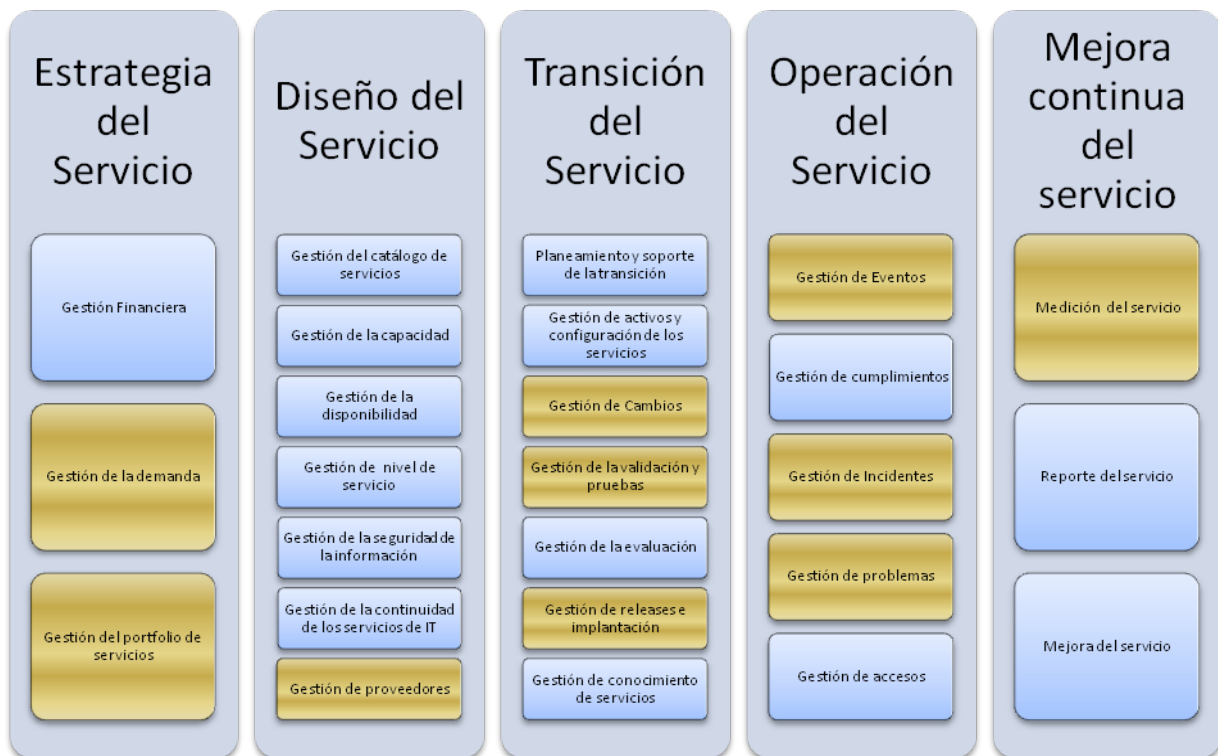 Estrategia
del
Servicio
Gestión Financiera
Gestión de la demanda
Gestión del portfolio de
servicios
Diseño del
Servicio
Gestión del catálogo de
servicios
Gestión de la capacidad
Gestión de la
disponibilidad
Gestión de nivel de
servicio
Gestión de la seguridad de
la información
Gestión de la continuidad
de los servicios de IT
Gestión de proveedores
Transición
del
Servicio
Planeamiento y soporte
de la transición
Gestión de activos y
configuración de los
servicios
Gestión de Cambios
Gestión de la validación y
pruebas
Gestión de la evaluación
Gestión de releases e
implantación
Gestión de conocimiento
de servicios
Operación
del
Servicio
Gestión de Eventos
Gestión de cumplimientos
Gestión de Incidentes
Gestión de problemas
Gestión de accesos
Mejora
continua
del
servicio
Medición del servicio
Reporte del servicio
Mejora del servicio